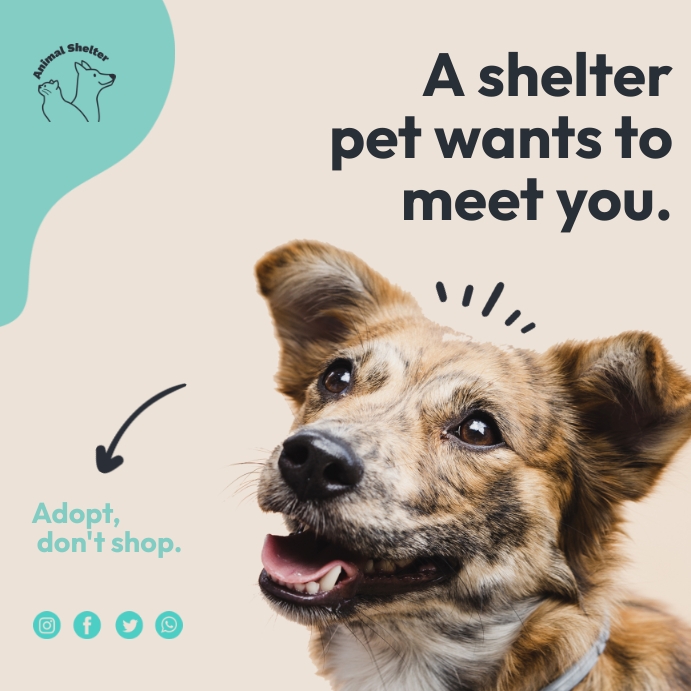 Animal Shelter
A shelter
pet wants to
meet you.
Adopt,
don't shop.